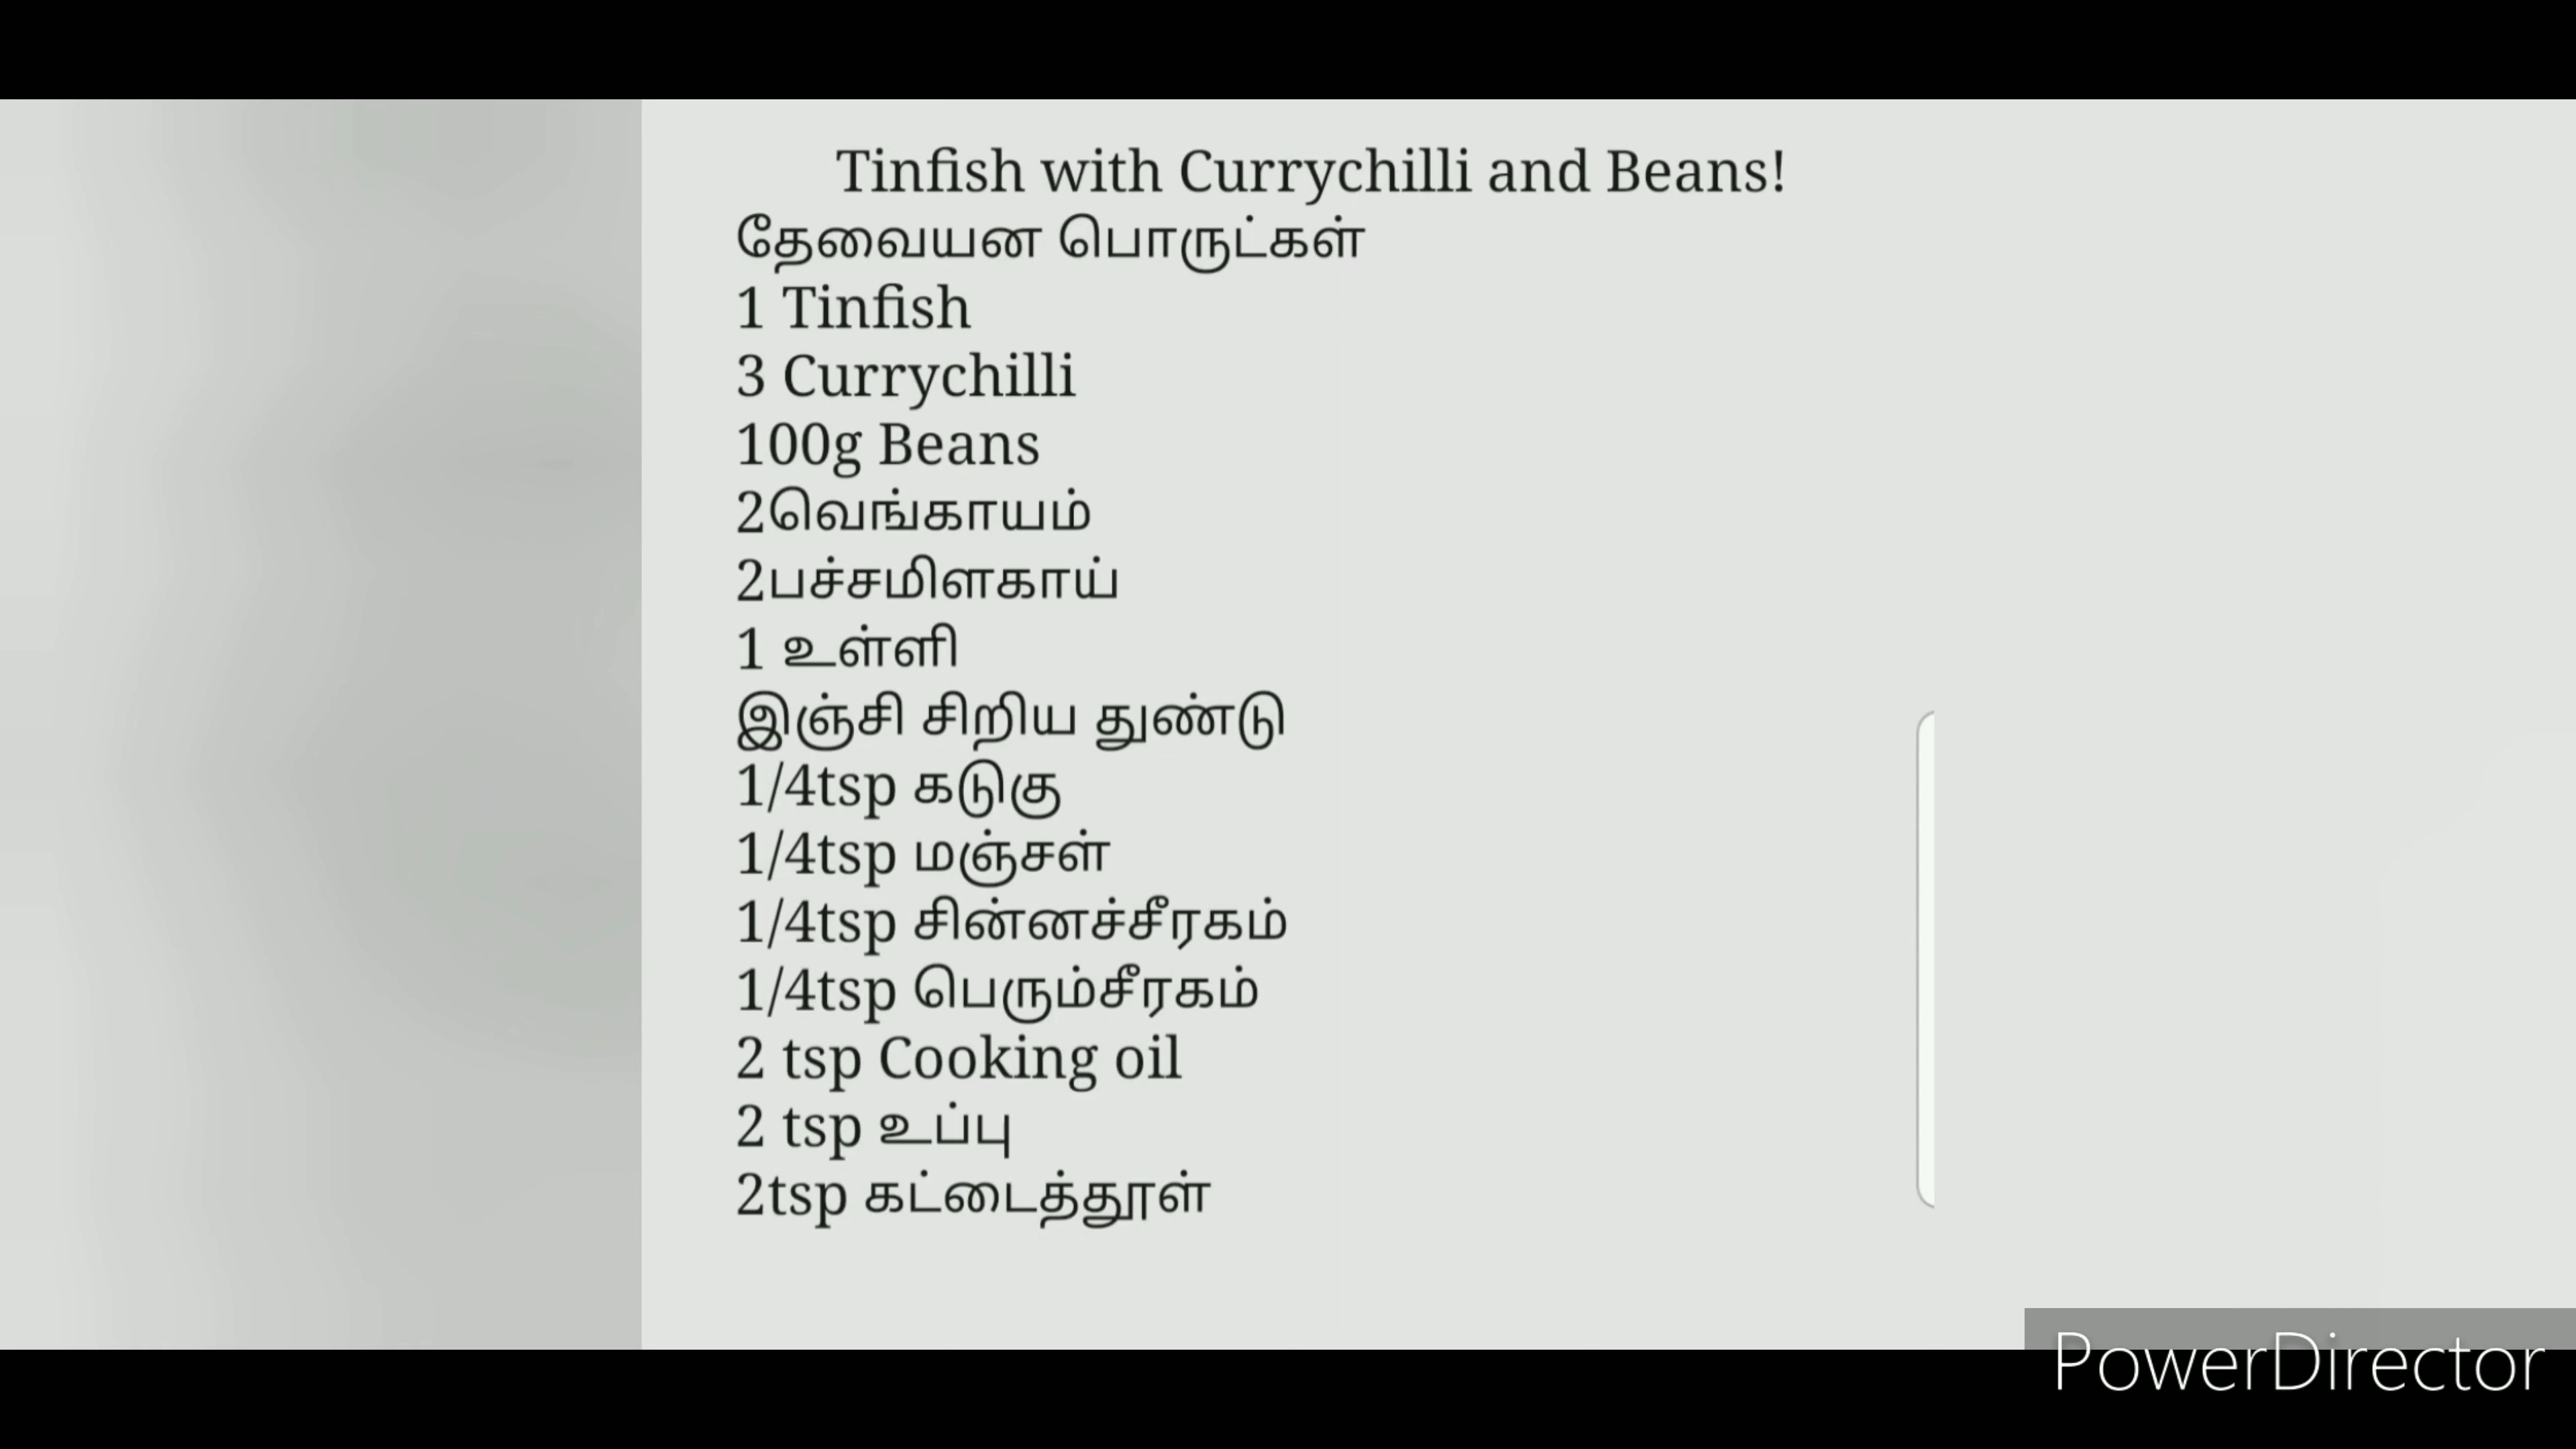 Tinfish with Currychilli and Beans!
தேவையன பொருட்கள்
1 Tinfish
3 Currychilli
100g Beans
2வெங்காயம்
2பச்சமிளகாய்
1 உள்ளி
இஞ்சி சிறிய துண்டு
1/4tsp கடுகு
1/4tsp மஞ்சள்
1/4tsp சின்னச்சீரகம்
1/4tsp பெரும்சீரகம்
2 tsp Cooking oil
2 tsp உப்பு
2tsp கட்டைத்தூள்
PowerDirector